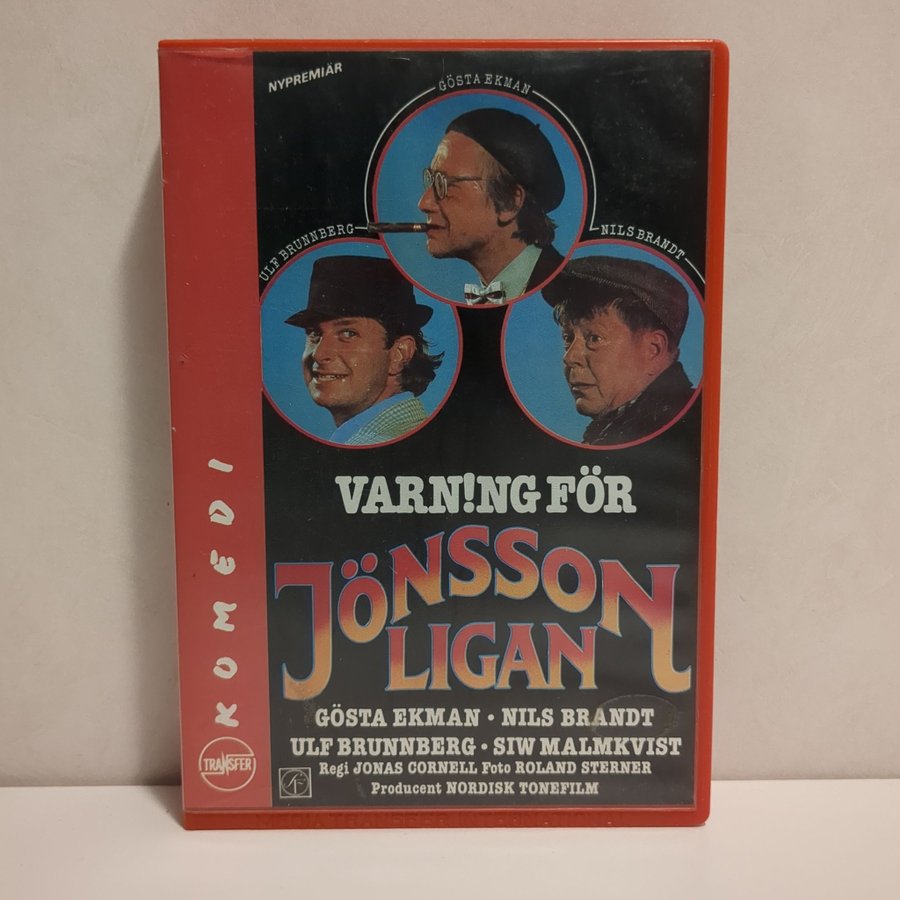 NYPREMIÄR
GÖSTA EKMAN
ULF BRUNNBERG
NILS BRANDT
VARN!NG FÖR
JÖNSSON
LIGAN
GÖSTA EKMAN · NILS BRANDT
ULF BRUNNBERG · SIW MALMKVIST
Regi JONAS CORNELL Foto ROLAND STERNER
Producent NORDISK TONEFILM
KOMEDI
TRANSFER